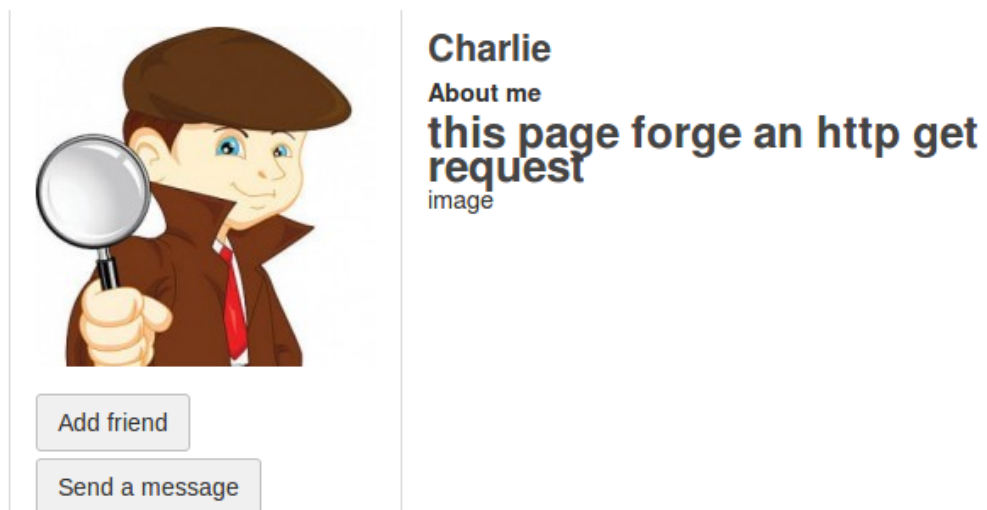 Charlie
About me
this page forge an http get
request
image
Add friend
Send a message